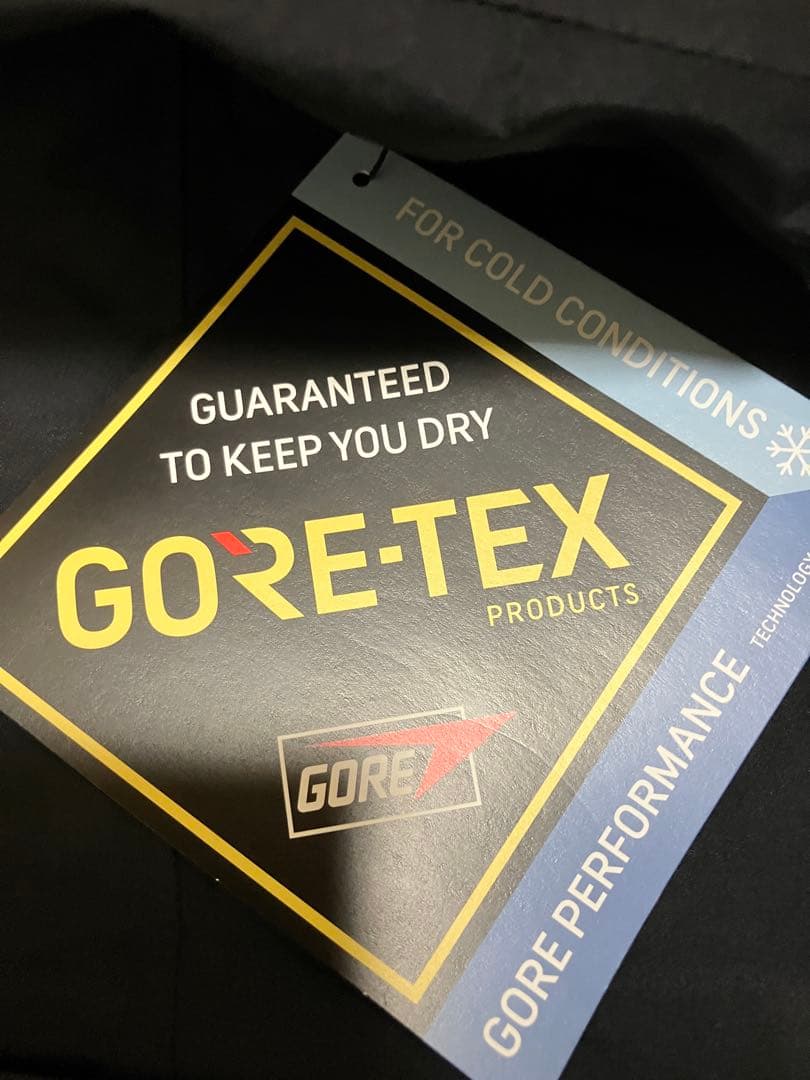 FOR COLD CONDITIONS
GUARANTEED
TO KEEP YOU DRY
GORE-TEX
PRODUCTS
GORE
GORE PERFORMANCE
TECHNOLOGY